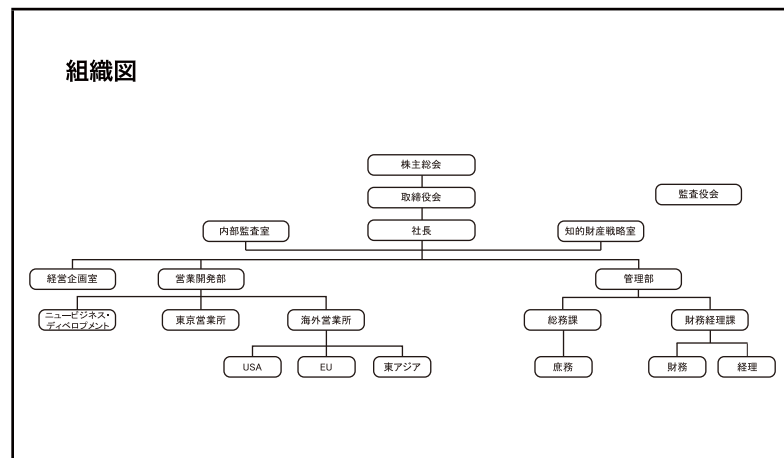 組織図
株主総会
取締役会
監査役会
内部監査室
社長
知的財産戦略室
経営企画室
営業開発部
管理部
ニュービジネス・
ディベロプメント
東京営業所
海外営業所
総務課
財務経理課
USA
EU
東アジア
庶務
財務
経理